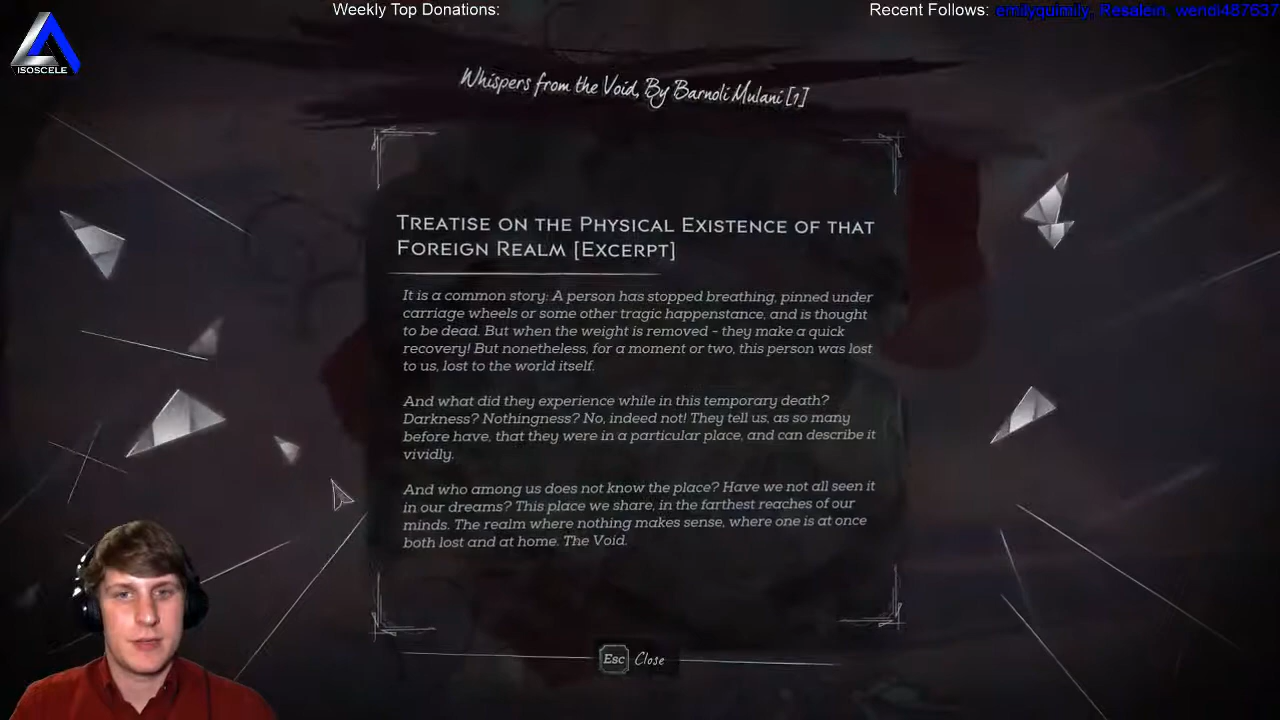 Weekly Top Donations:
Recent Follows: emilyquimily, Resalein, wendi487637
ISOSCELE
Whispers from the Void, By Barnoli Mulani [1]
TREATISE ON THE PHYSICAL EXISTENCE OF THAT
FOREIGN REALM [EXCERPT]
It is a common story: A person has stopped breathing, pinned under
carriage wheels or some other tragic happenstance, and is thought
to be dead. But when the weight is removed - they make a quick
recovery! But nonetheless, for a moment or two, this person was lost
to us, lost to the world itself.
And what did they experience while in this temporary death?
Darkness? Nothingness? No, indeed not! They tell us, as so many
before have, that they were in a particular place, and can describe it
vividly.
And who among us does not know the place? Have we not all seen it
in our dreams? This place we share, in the farthest reaches of our
minds. The realm where nothing makes sense, where one is at once
both lost and at home. The Void.
Esc Close